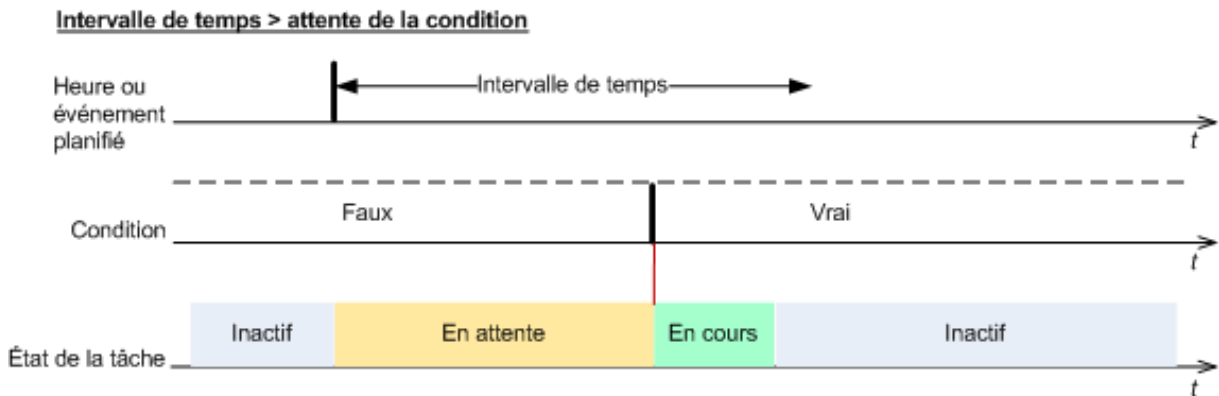 Intervalle de temps > attente de la condition
Heure ou
événement
planifié
Intervalle de temps
t
Condition
Faux
Vrai
t
État de la tâche
Inactif
En attente
En cours
Inactif
t